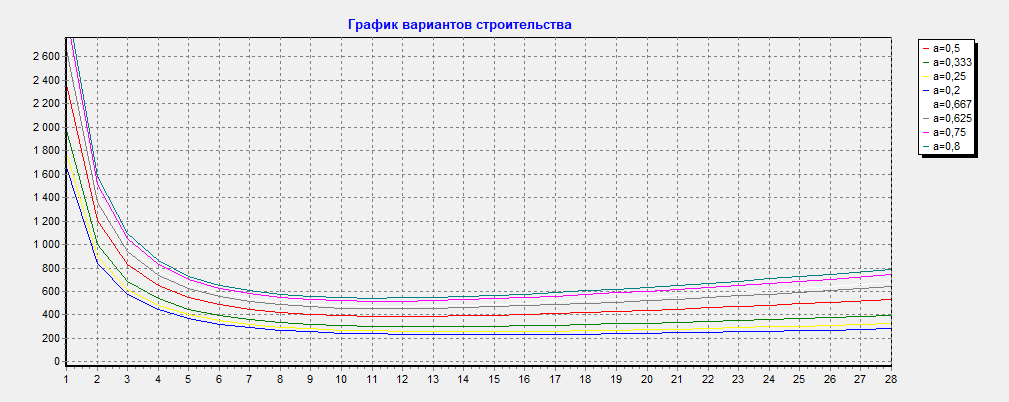 График вариантов строительства
2 600
2 400
2 200
2 000
1 800
1 600
1 400
1 200
1 000
800
600
400
200
0
1 2 3 4 5 6 7 8 9 10 11 12 13 14 15 16 17 18 19 20 21 22 23 24 25 26 27 28
a=0,5
a=0,333
a=0,25
a=0,2
a=0,667
a=0,625
a=0,75
a=0,8